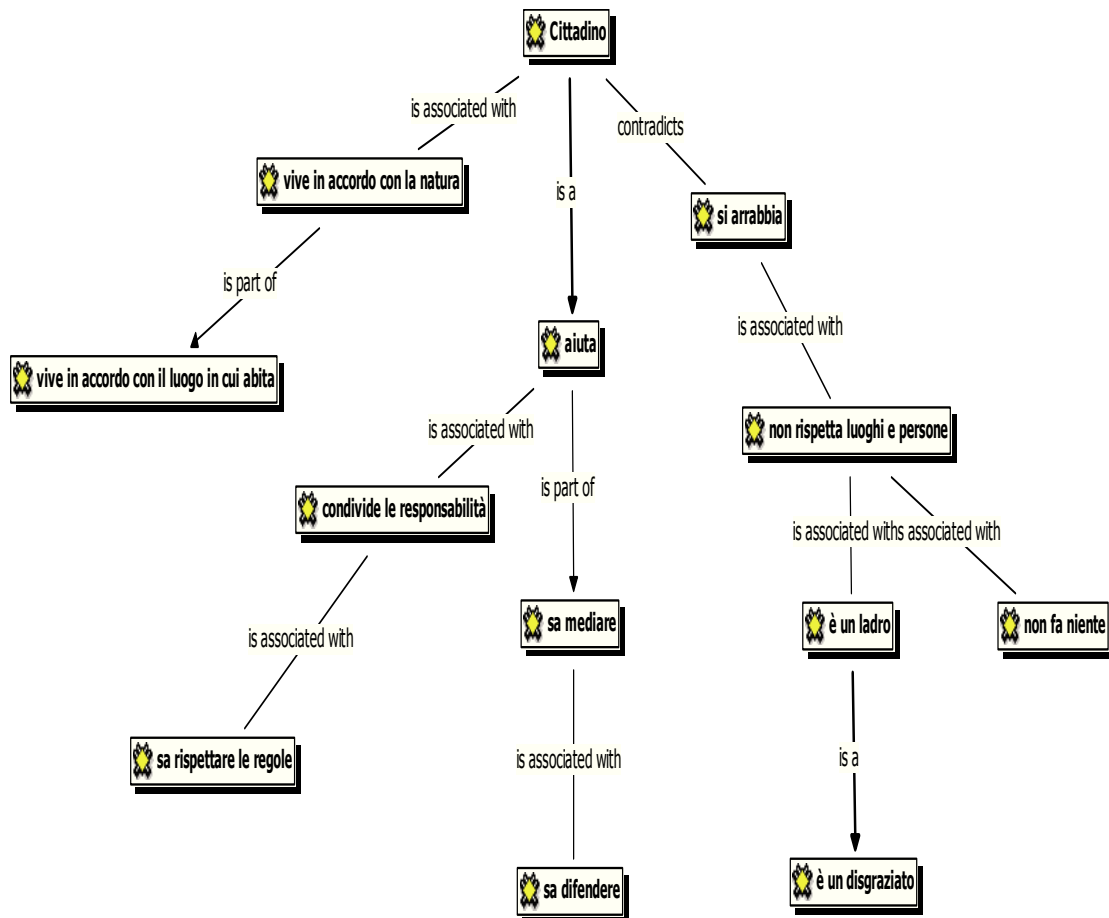 Cittadino
is associated with
contradicts
vive in accordo con la natura
is a
si arrabbia
is part of
is associated with
aiuta
vive in accordo con il luogo in cui abita
non rispetta luoghi e persone
is associated with
is part of
condivide le responsabilità
is associated withs associated with
sa mediare
è un ladro
non fa niente
is associated with
sa rispettare le regole
is associated with
is a
sa difendere
è un disgraziato